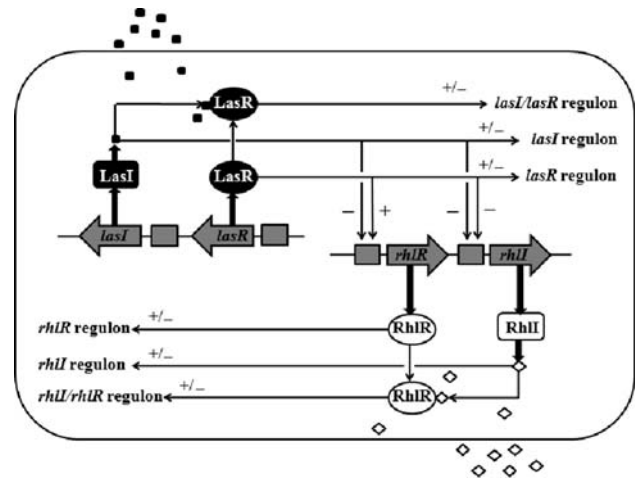 LasR
+/−
lasI/lasR regulon
+/−
lasI regulon
LasI
LasR
+/−
lasR regulon
− + − −
lasI
lasR
rhlR
rhlI
rhlR regulon
+/−
RhlR
RhlI
rhlI regulon
+/−
rhlI/rhlR regulon
+/−
RhlR